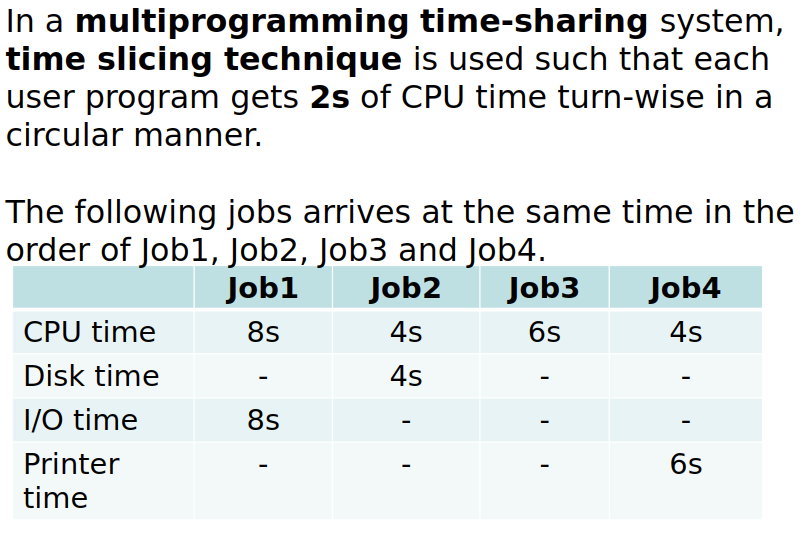 In a multiprogramming time-sharing system,
time slicing technique is used such that each
user program gets 2s of CPU time turn-wise in a
circular manner.
The following jobs arrives at the same time in the
order of Job1, Job2, Job3 and Job4.
Job1 Job2 Job3 Job4
CPU time 8s 4s 6s 4s
Disk time - 4s - -
I/O time 8s - - -
Printer - - - 6s
time